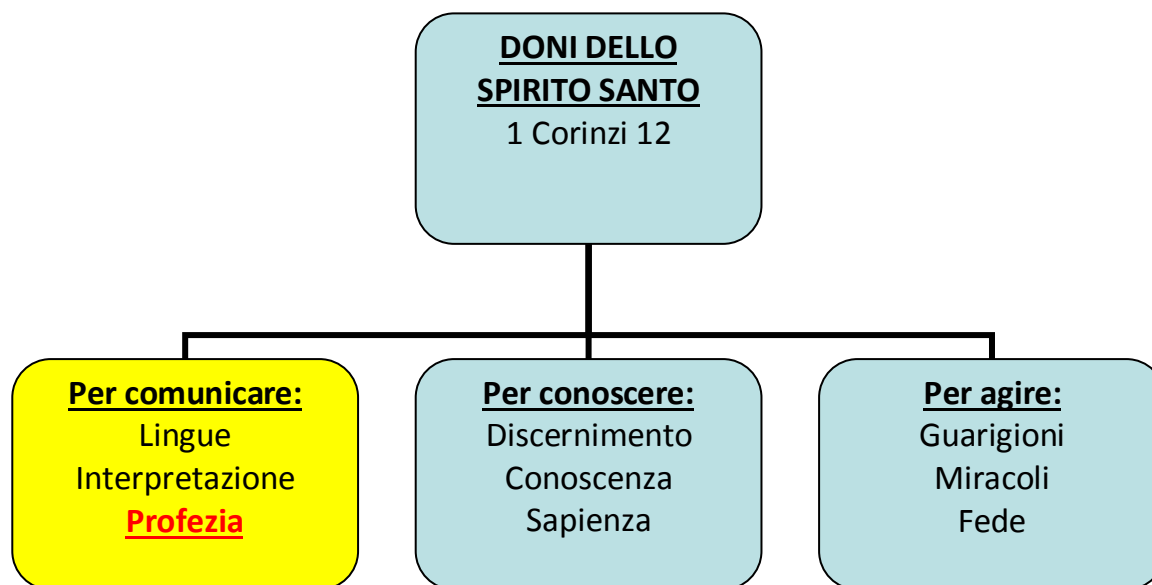 DONI DELLO
SPIRITO SANTO
1 Corinzi 12
Per comunicare:
Lingue
Interpretazione
Profezia
Per conoscere:
Discernimento
Conoscenza
Sapienza
Per agire:
Guarigioni
Miracoli
Fede